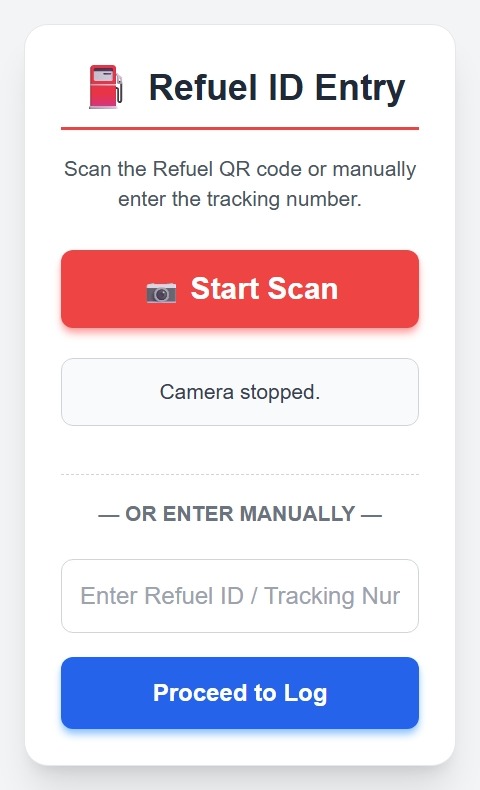 Refuel ID Entry
Scan the Refuel QR code or manually
enter the tracking number.
Start Scan
Camera stopped.
— OR ENTER MANUALLY —
Enter Refuel ID / Tracking Nur
Proceed to Log